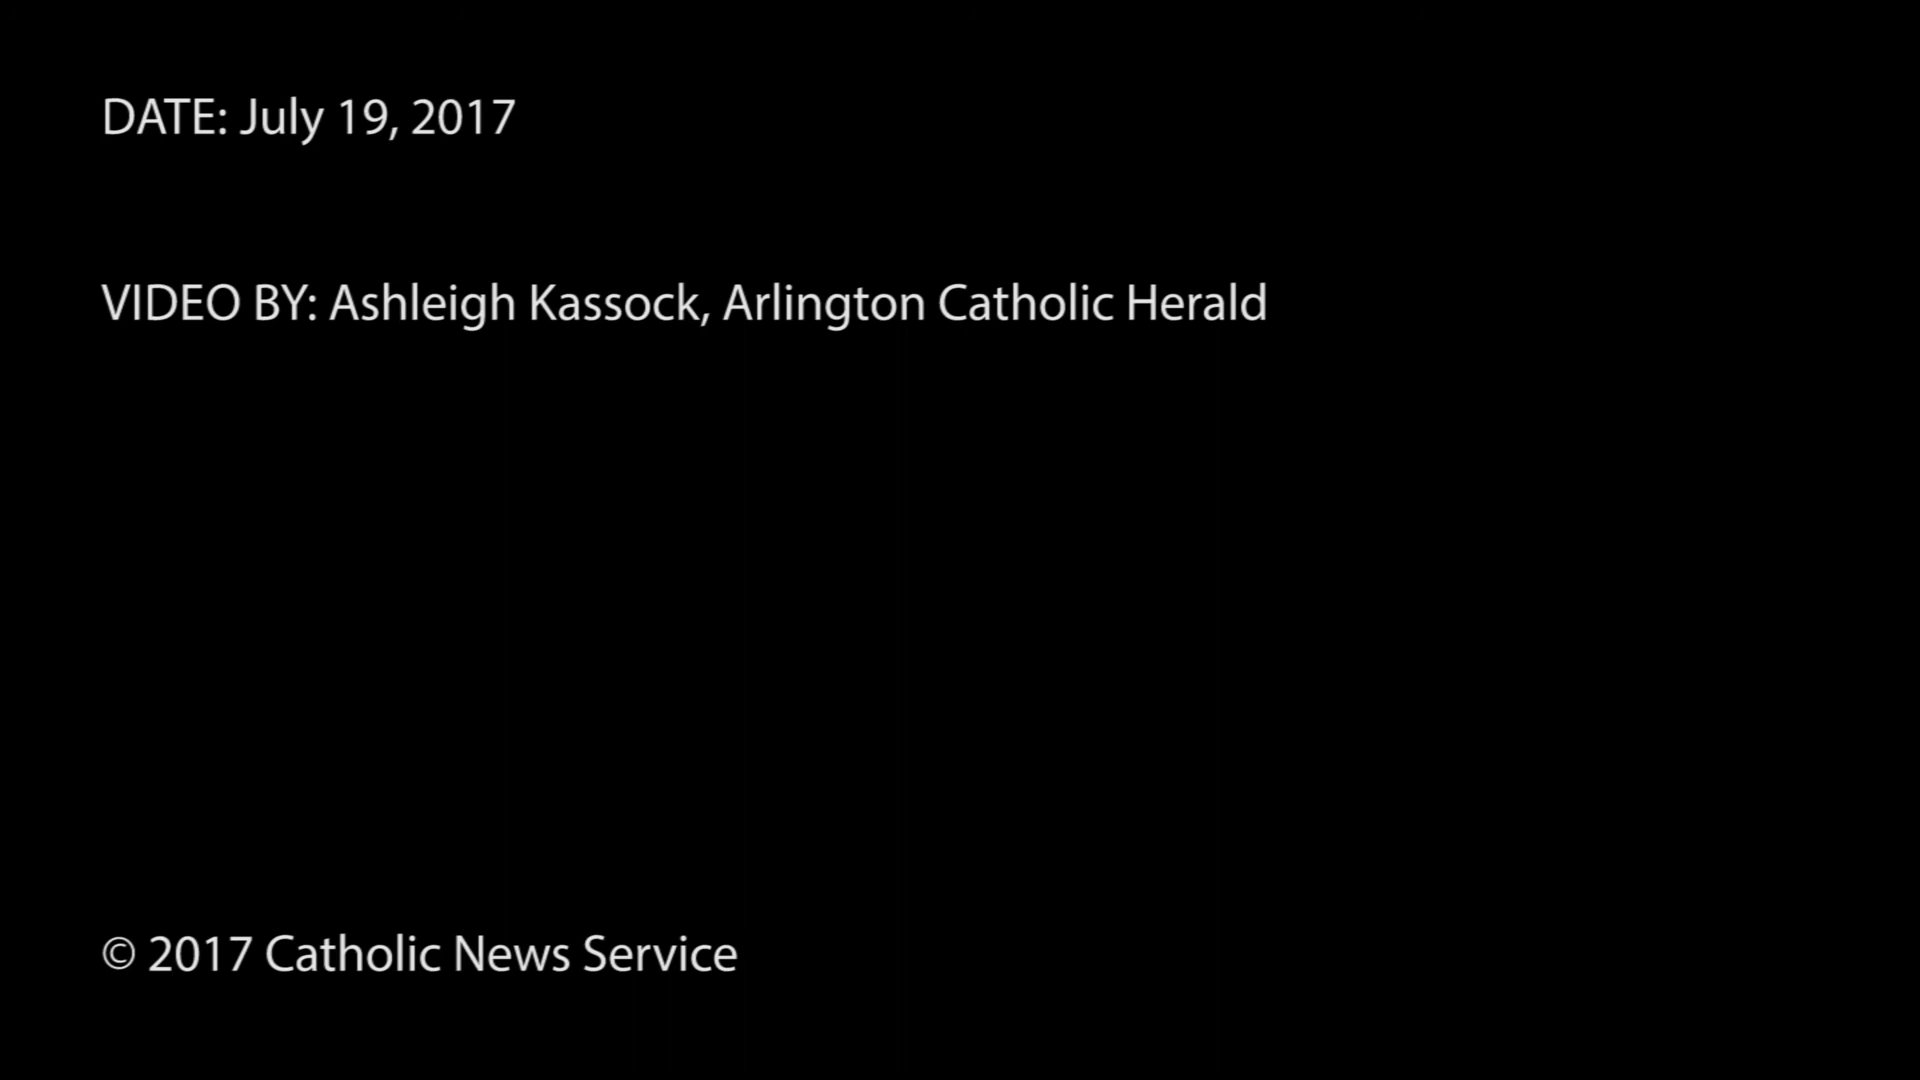 DATE: July 19, 2017
VIDEO BY: Ashleigh Kassock, Arlington Catholic Herald
© 2017 Catholic News Service